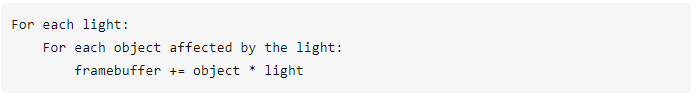 For each light:
    For each object affected by the light:
        framebuffer += object * light